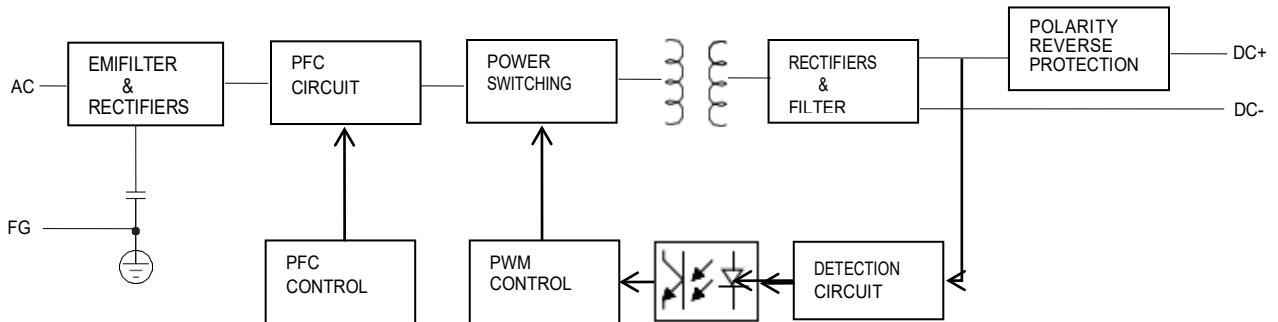 AC
EMIFILTER
&
RECTIFIERS
PFC
CIRCUIT
POWER
SWITCHING
RECTIFIERS
&
FILTER
POLARITY
REVERSE
PROTECTION
DC+
DC-
FG
PFC
CONTROL
PWM
CONTROL
DETECTION
CIRCUIT